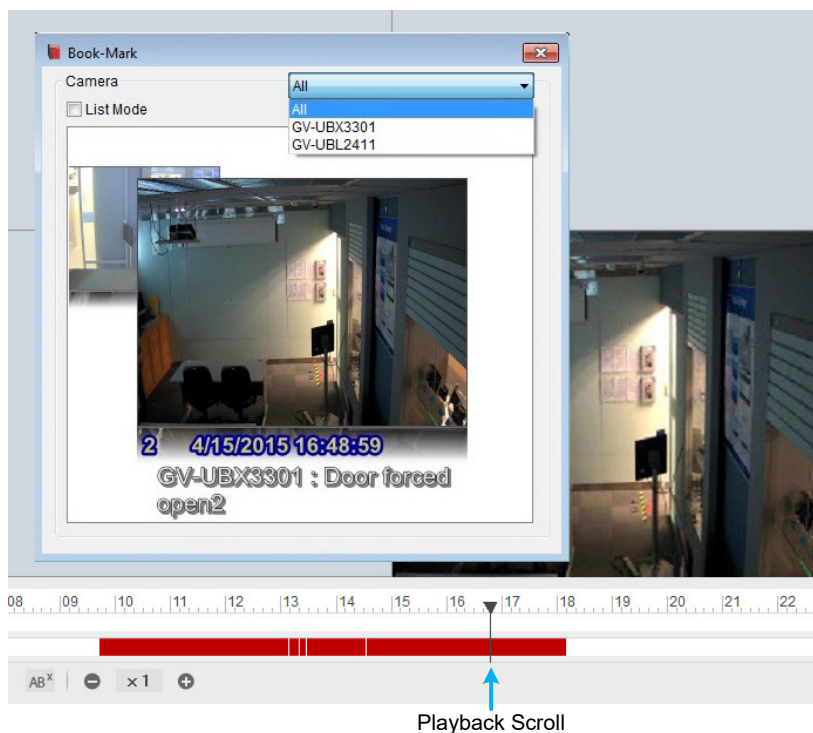 Book-Mark
Camera
All
List Mode
All
GV-UBX3301
GV-UBL2411
2 4/15/2015 16:48:59
GV-UBX3301 : Door forced
open2
08 09 10 11 12 13 14 15 16 17 18 19 20 21 22
ABX
×1
Playback Scroll